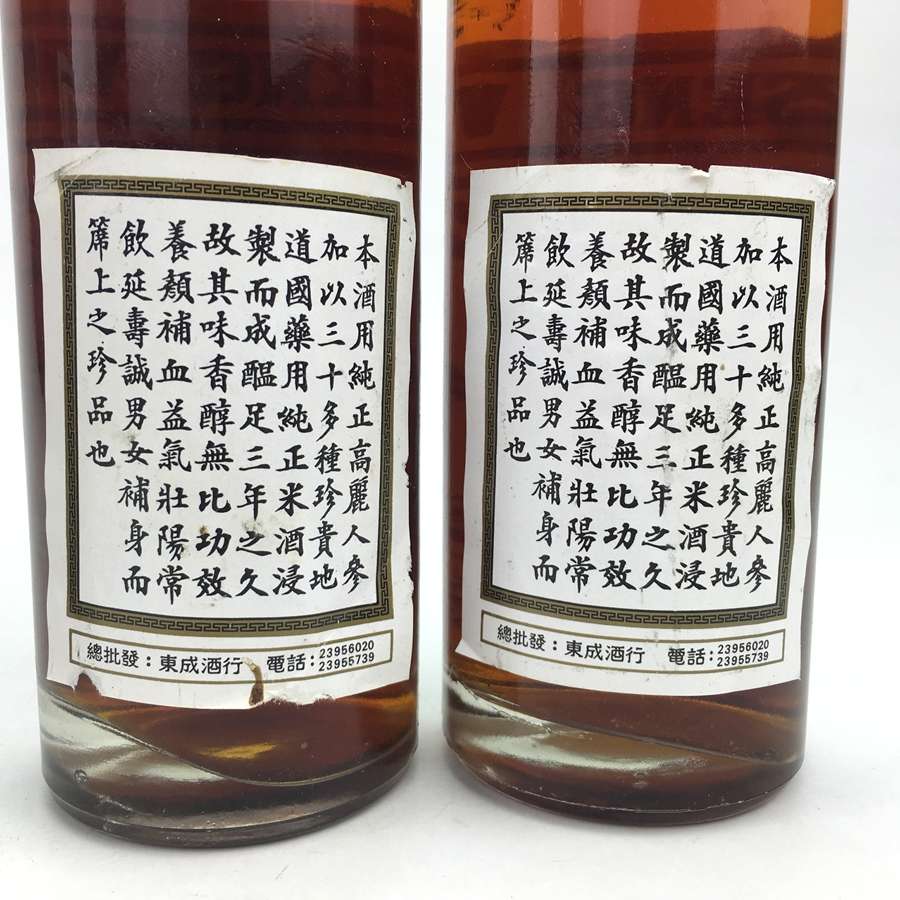 本酒用純正高麗人參
加以三十多種珍貴地
道國藥用純正米酒浸
製而成醞足三年之久
故其味香醇無比功效
養顏補血益氣壯陽常
飲延壽誠男女補身而
蓆上之珍品也
總批發：東成酒行 電話：23956020
23955739
本酒用純正高麗人參
加以三十多種珍貴地
道國藥用純正米酒浸
製而成醞足三年之久
故其味香醇無比功效
養顏補血益氣壯陽常
飲延壽誠男女補身而
蓆上之珍品也
總批發：東成酒行 電話：23956020
23955739